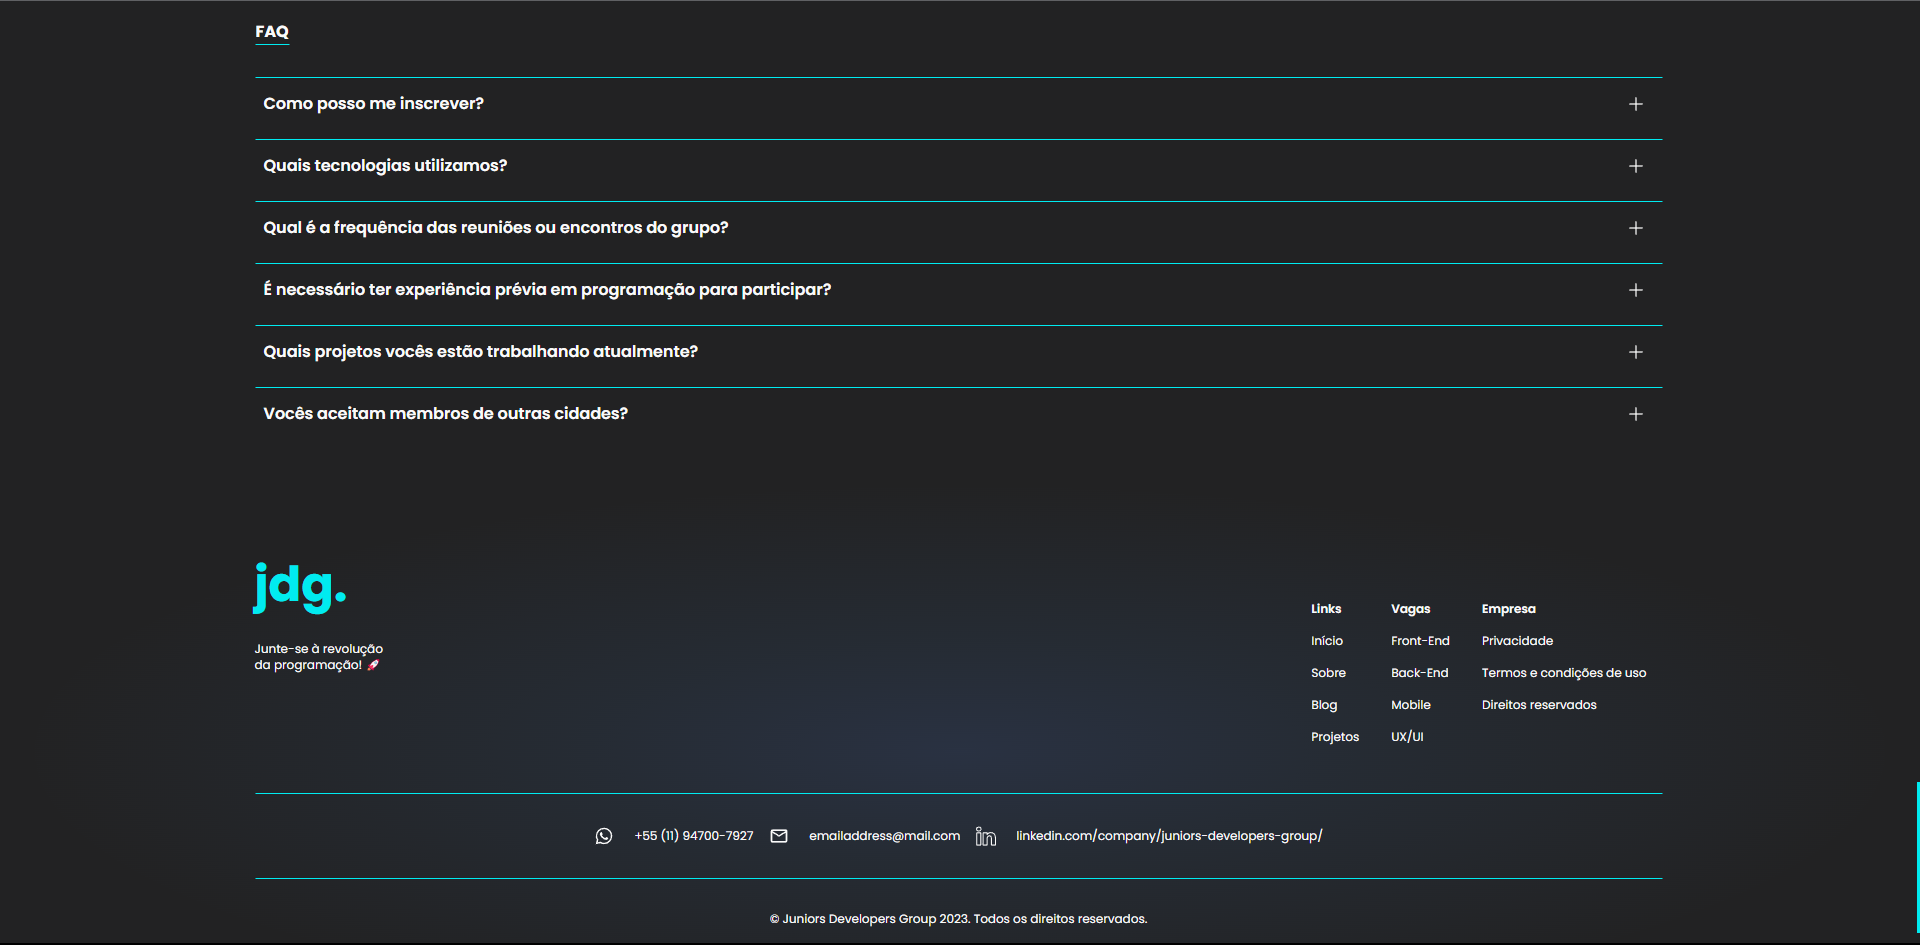 FAQ
Como posso me inscrever?
Quais tecnologias utilizamos?
Qual é a frequência das reuniões ou encontros do grupo?
É necessário ter experiência prévia em programação para participar?
Quais projetos vocês estão trabalhando atualmente?
Vocês aceitam membros de outras cidades?
jdg.
Junte-se à revolução
da programação! 🚀
Links
Início
Sobre
Blog
Projetos
Vagas
Front-End
Back-End
Mobile
UX/UI
Empresa
Privacidade
Termos e condições de uso
Direitos reservados
+55 (11) 94700-7927
emailaddress@mail.com
linkedin.com/company/juniors-developers-group/
© Juniors Developers Group 2023. Todos os direitos reservados.